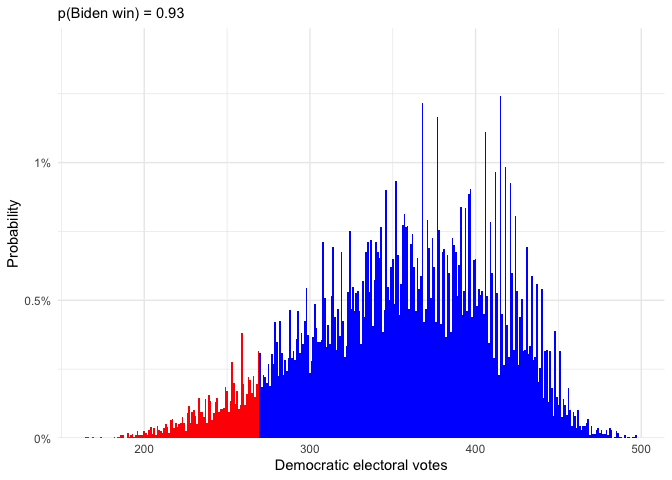 p(Biden win) = 0.93
Probability
1%
0.5%
0%
200 300 400 500
Democratic electoral votes